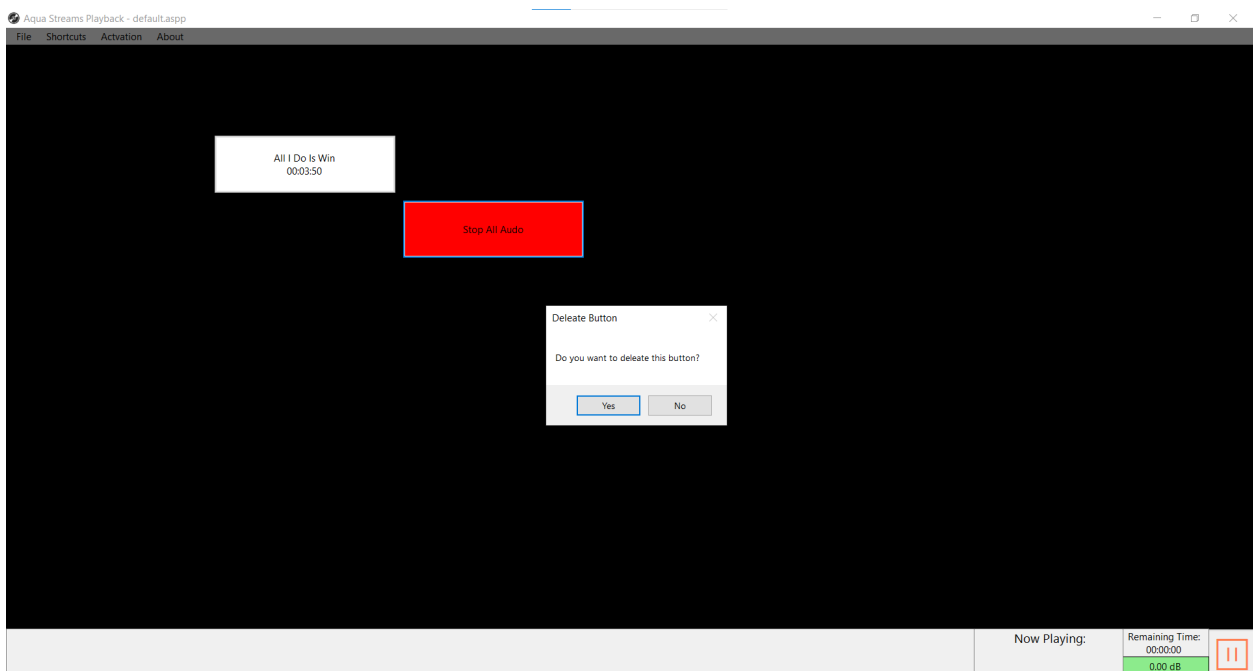 Aqua Streams Playback - default.aspp
File Shortcuts Actvation About
All I Do Is Win
00:03:50
Stop All Audo
Deleate Button
Do you want to deleate this button?
Yes No
Now Playing:
Remaining Time:
00:00:00
0.00 dB